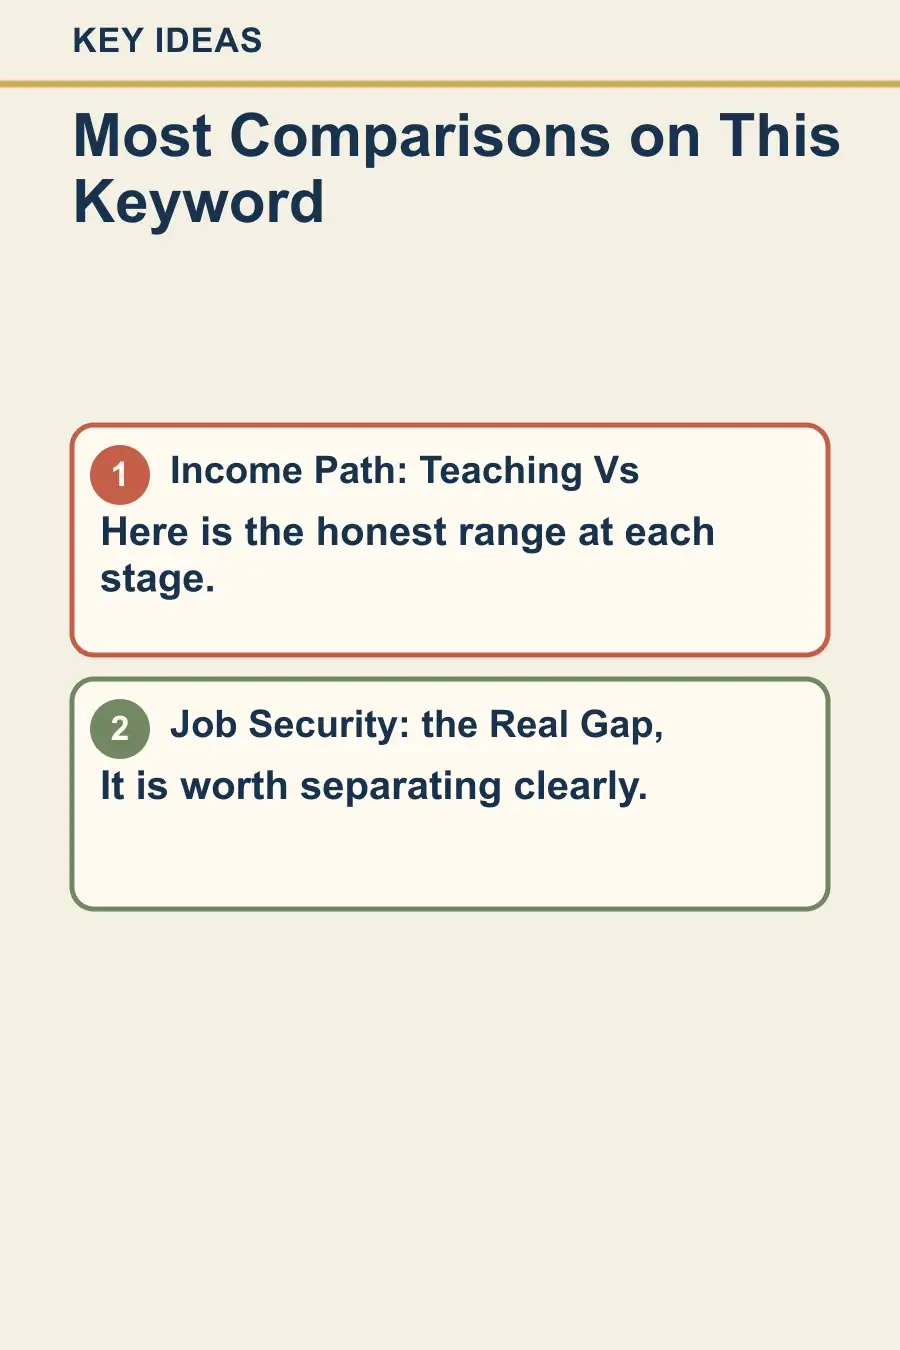 KEY IDEAS
Most Comparisons on This
Keyword
1 Income Path: Teaching Vs
Here is the honest range at each
stage.
2 Job Security: the Real Gap,
It is worth separating clearly.